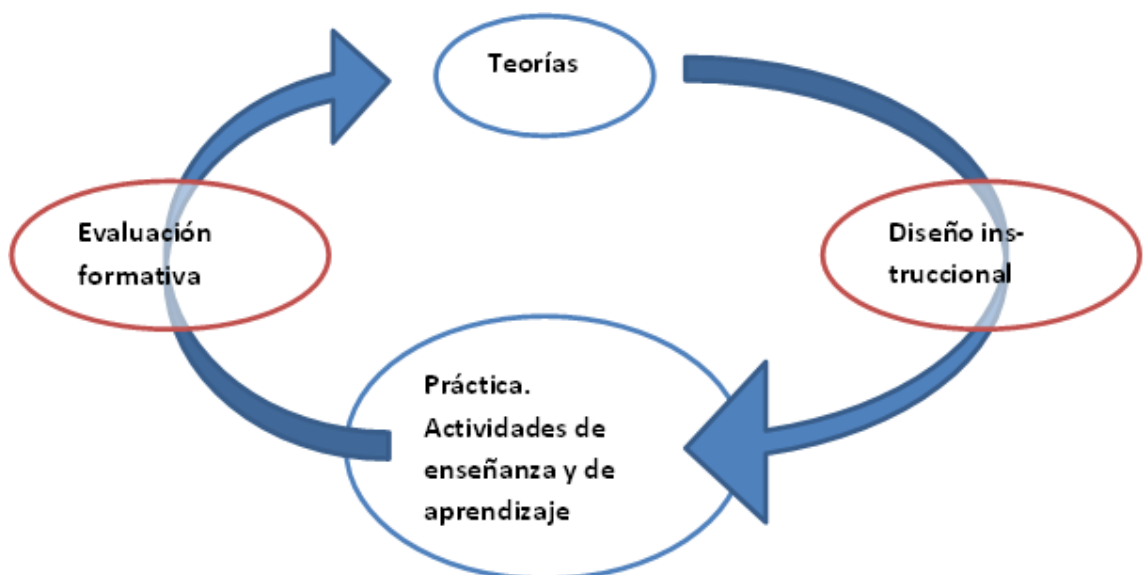 Teorías
Evaluación
formativa
Diseño ins-
truccional
Práctica.
Actividades de
enseñanza y de
aprendizaje